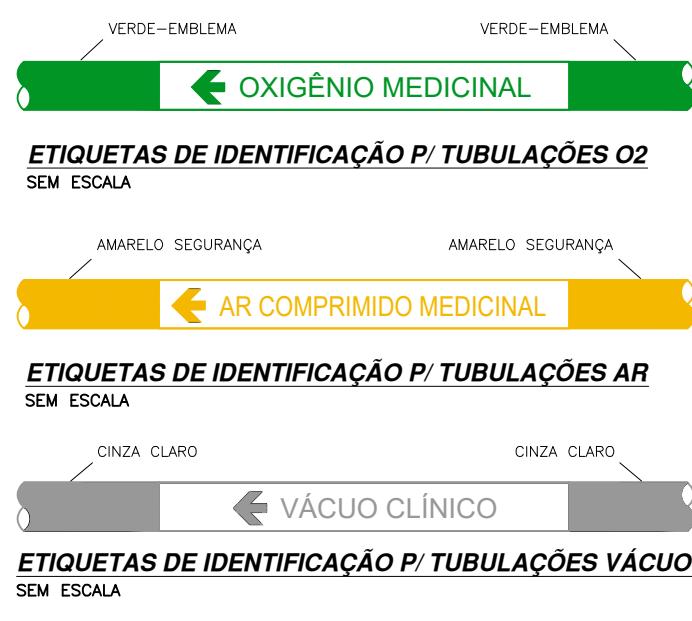 VERDE-EMBLEMA VERDE-EMBLEMA
OXIGÊNIO MEDICINAL
ETIQUETAS DE IDENTIFICAÇÃO P/ TUBULAÇÕES O2
SEM ESCALA
AMARELO SEGURANÇA AMARELO SEGURANÇA
AR COMPRIMIDO MEDICINAL
ETIQUETAS DE IDENTIFICAÇÃO P/ TUBULAÇÕES AR
SEM ESCALA
CINZA CLARO CINZA CLARO
VÁCUO CLÍNICO
ETIQUETAS DE IDENTIFICAÇÃO P/ TUBULAÇÕES VÁCUO
SEM ESCALA